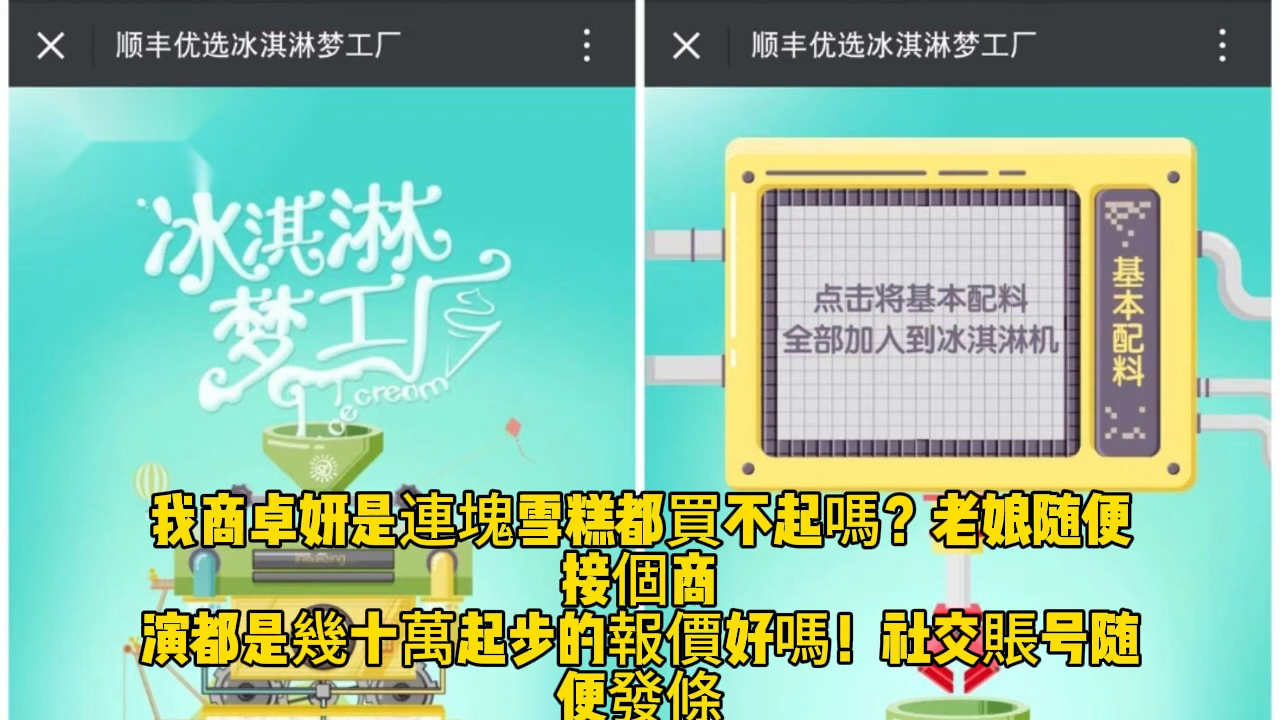 顺丰优选冰淇淋梦工厂
顺丰优选冰淇淋梦工厂
冰淇淋
梦工厂
Ice cream
点击将基本配料
全部加入到冰淇淋机
基本配料
我商卓妍是連塊雪糕都買不起嗎？老娘随便
接個商
演都是幾十萬起步的報價好嗎！社交賬号随
便發條